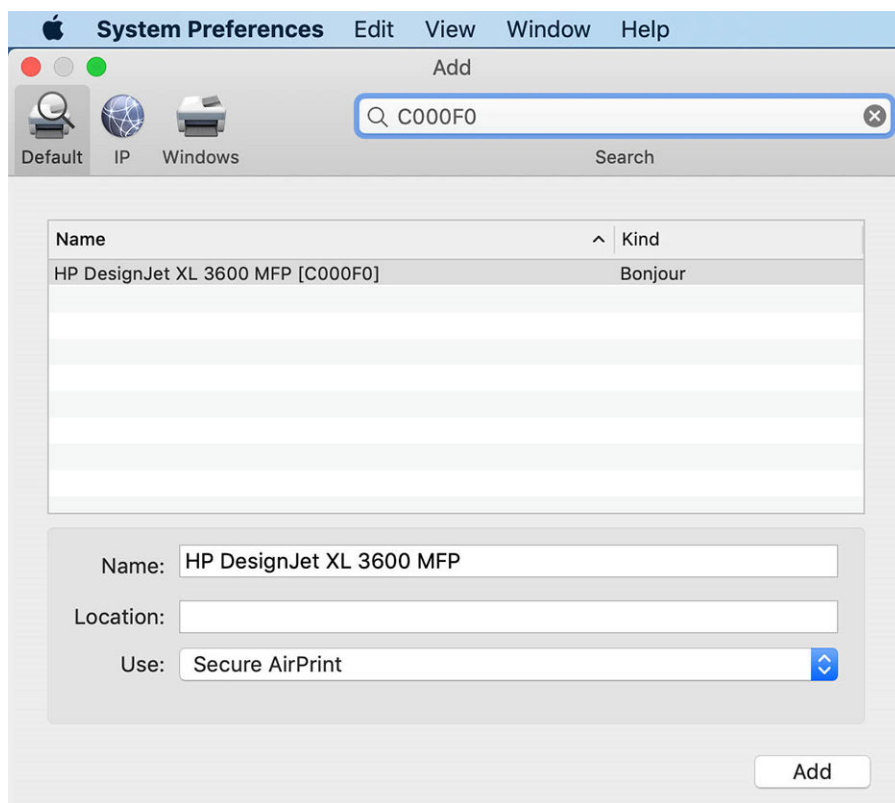 System Preferences Edit View Window Help
Add
C000F0
Default IP Windows Search
Name Kind
HP DesignJet XL 3600 MFP [C000F0] Bonjour
Name: HP DesignJet XL 3600 MFP
Location:
Use: Secure AirPrint
Add